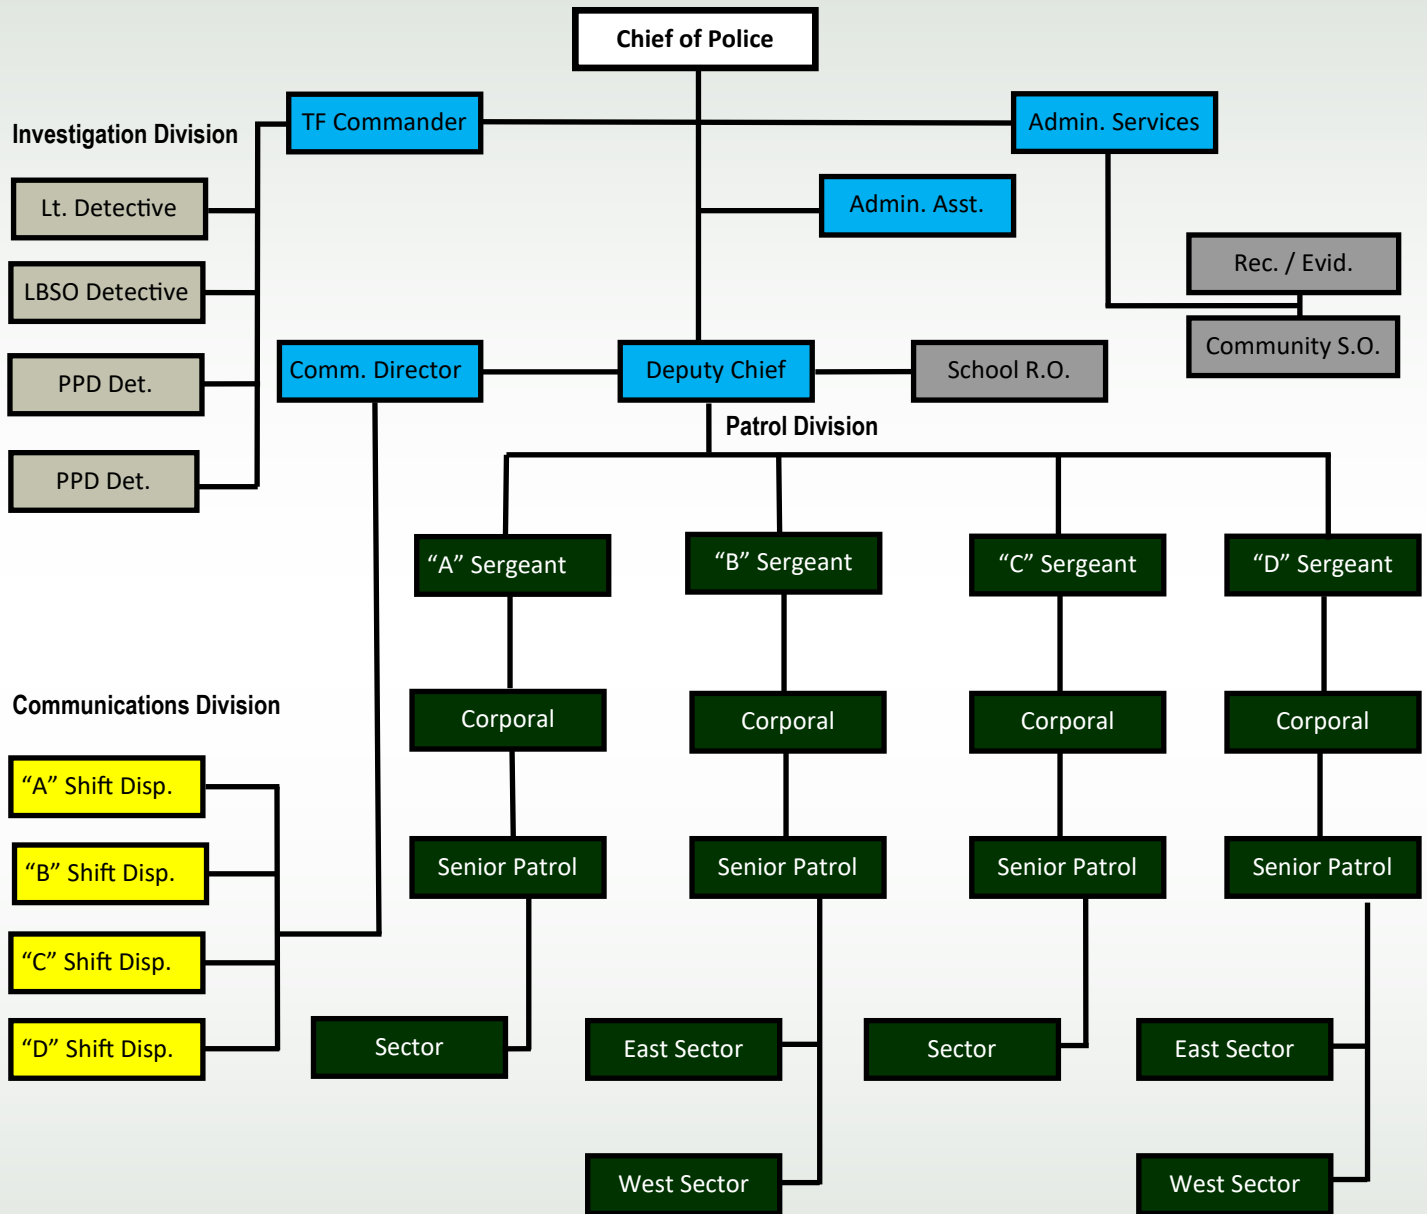 Chief of Police
TF Commander
Admin. Services
Investigation Division
Lt. Detective
Admin. Asst.
Rec. / Evid.
LBSO Detective
Community S.O.
Comm. Director
Deputy Chief
School R.O.
PPD Det.
Patrol Division
PPD Det.
“A” Sergeant
“B” Sergeant
“C” Sergeant
“D” Sergeant
Communications Division
Corporal
Corporal
Corporal
Corporal
“A” Shift Disp.
“B” Shift Disp.
“C” Shift Disp.
“D” Shift Disp.
Senior Patrol
Senior Patrol
Senior Patrol
Senior Patrol
Sector
East Sector
Sector
East Sector
West Sector
West Sector